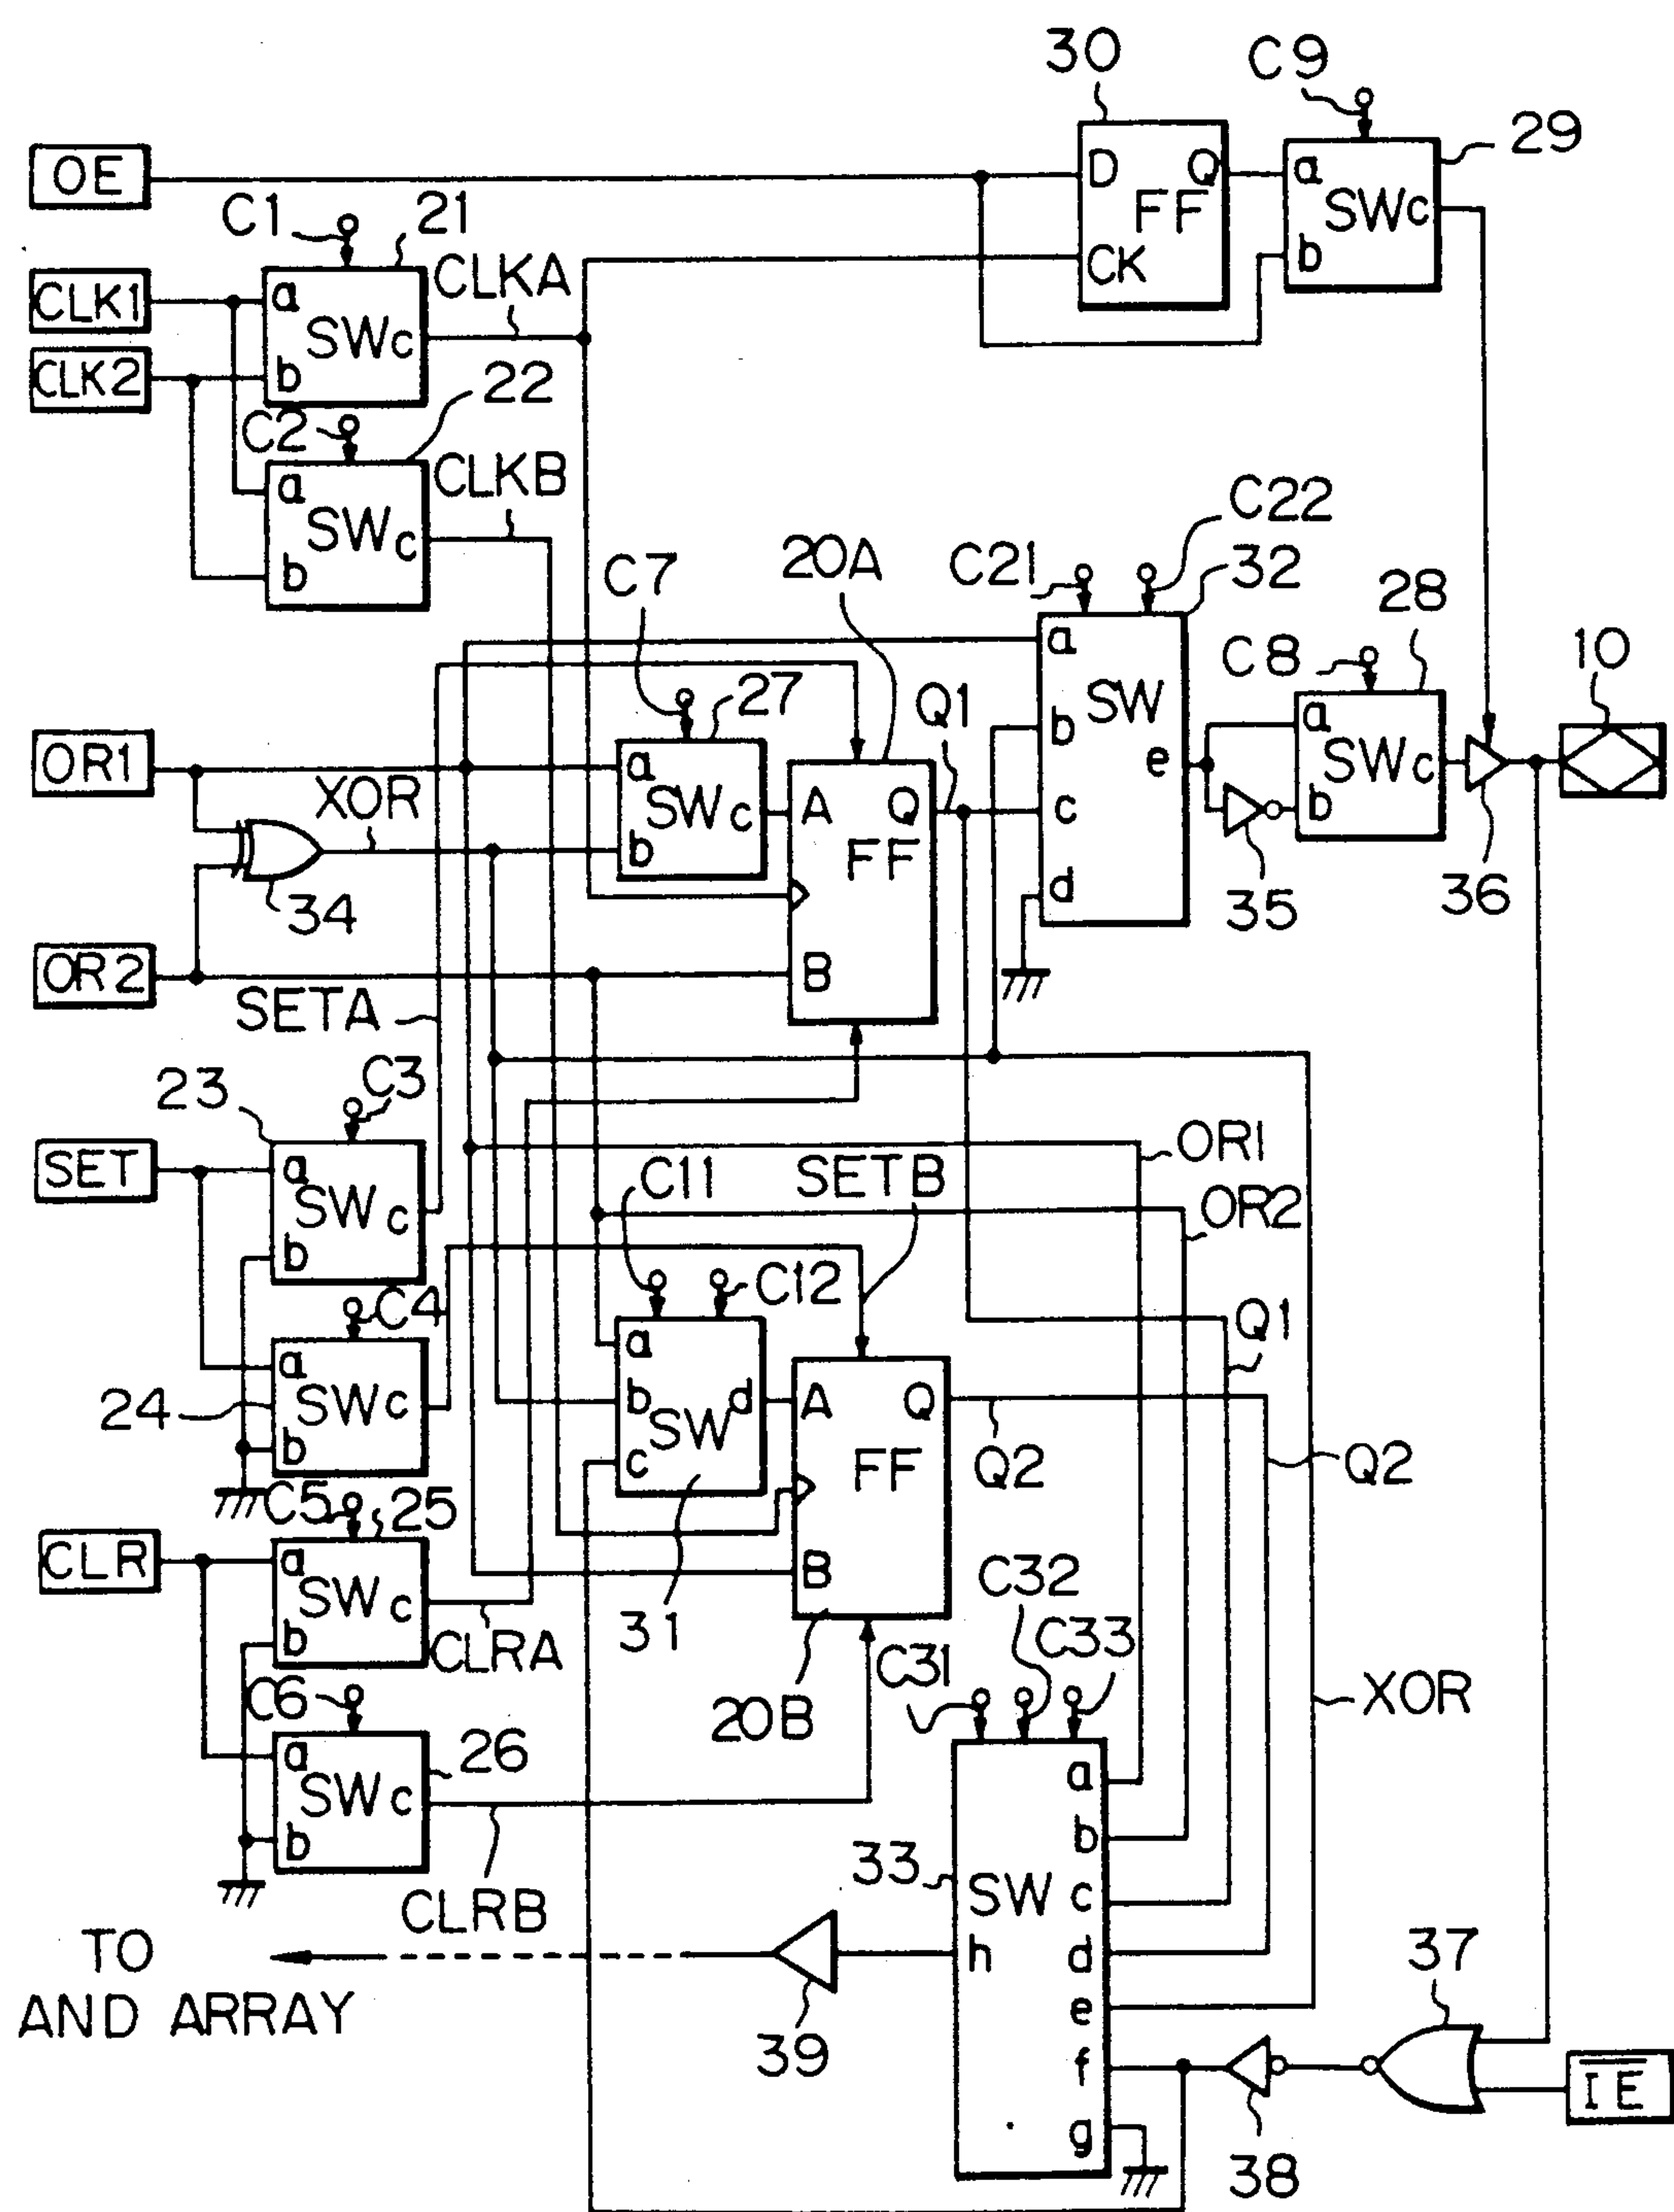 30
C9
29
OE
D
Q
FF
CK
a
SWc
b
C1
21
CLKA
CLK1
a
SWc
b
CLK2
22
C2
CLKB
a
SWc
b
C7
20A
C21
C22
32
C8
28
10
27
Q1
a
SW
b
e
c
d
a
SWc
b
OR1
XOR
a
SWc
b
A
Q
FF
B
34
35
36
OR2
SETA
23
C3
OR1
SET
a
SWc
b
C11
SETB
OR2
C12
C4
Q1
24
a
SWc
b
a
b
d
SW
c
A
Q
FF
B
Q2
Q2
C5
25
CLR
a
SWc
b
31
CLRA
C32
C33
C31
20B
XOR
C6
26
a
SWc
b
33
SW
h
a
b
c
d
e
f
g
CLRB
TO
AND ARRAY
39
37
38
IE